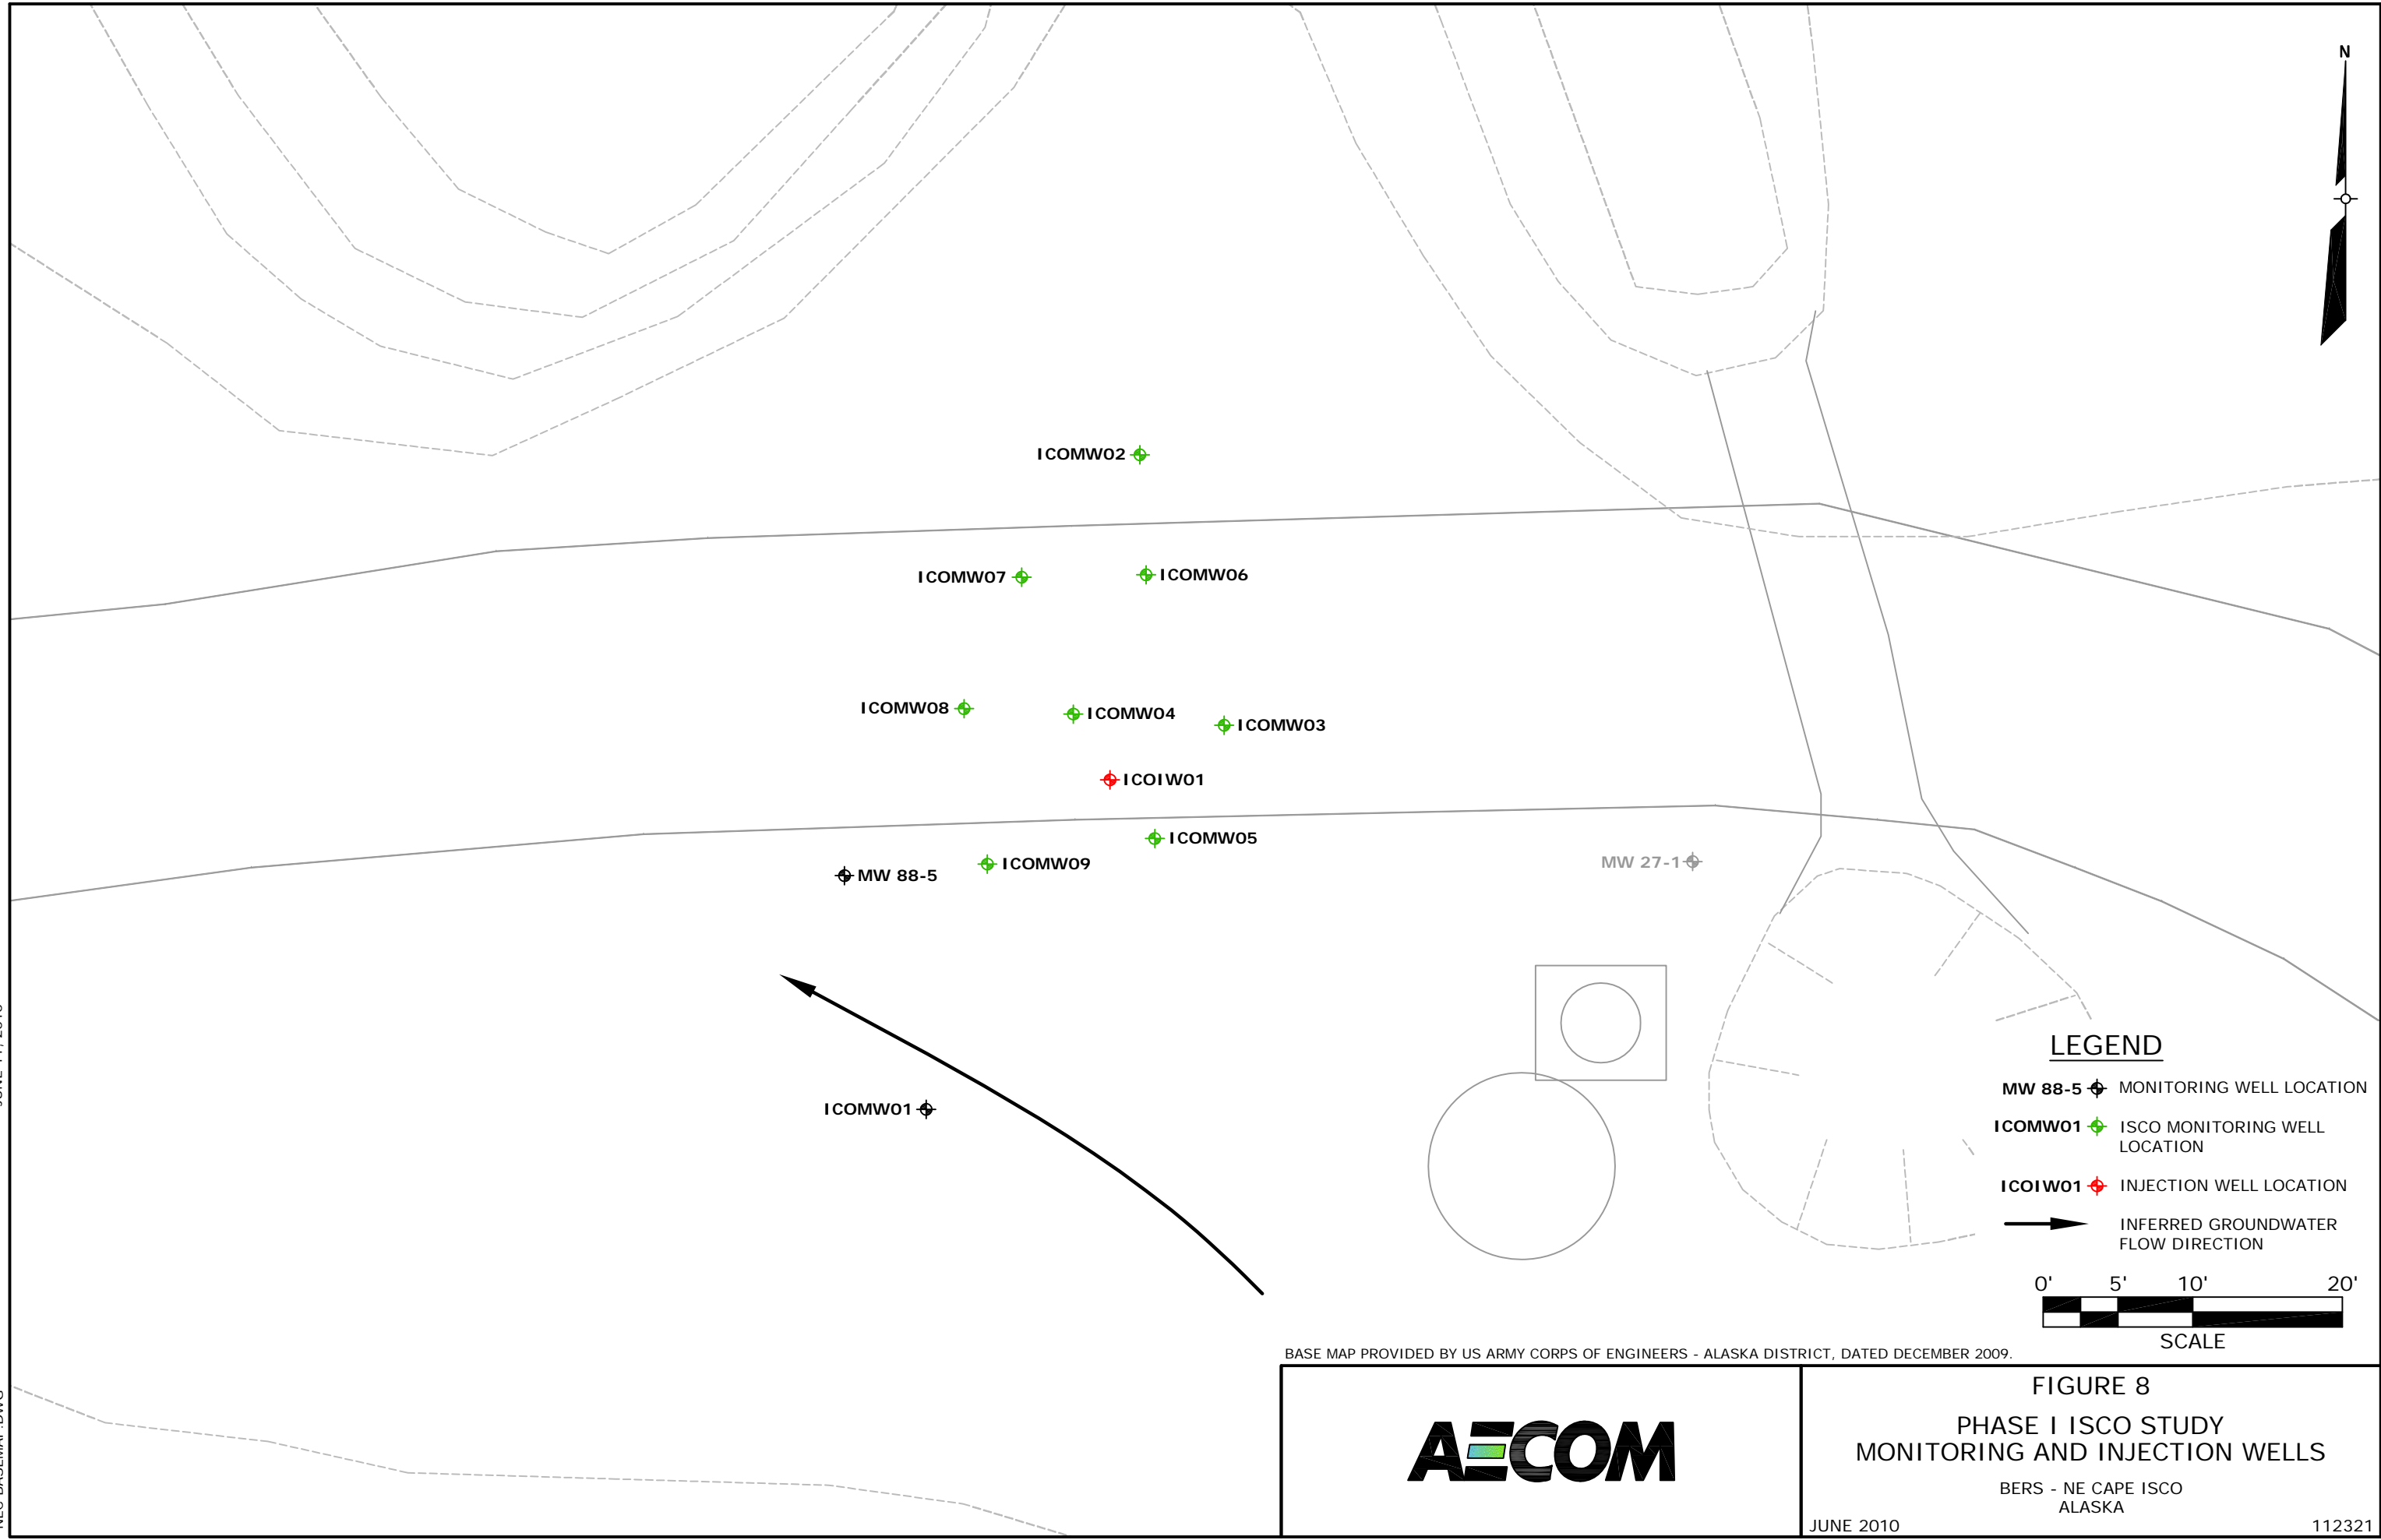 N
ICOMW02
ICOMW07
ICOMW06
ICOMW08
ICOMW04
ICOMW03
ICOIW01
ICOMW05
ICOMW09
MW 88-5
MW 27-1
ICOMW01
LEGEND
MW 88-5 MONITORING WELL LOCATION
ICOMW01 ISCO MONITORING WELL
LOCATION
ICOIW01 INJECTION WELL LOCATION
INFERRED GROUNDWATER
FLOW DIRECTION
0' 5' 10' 20'
SCALE
BASE MAP PROVIDED BY US ARMY CORPS OF ENGINEERS - ALASKA DISTRICT, DATED DECEMBER 2009.
AECOM
FIGURE 8
PHASE I ISCO STUDY
MONITORING AND INJECTION WELLS
BERS - NE CAPE ISCO
ALASKA
JUNE 2010 112321